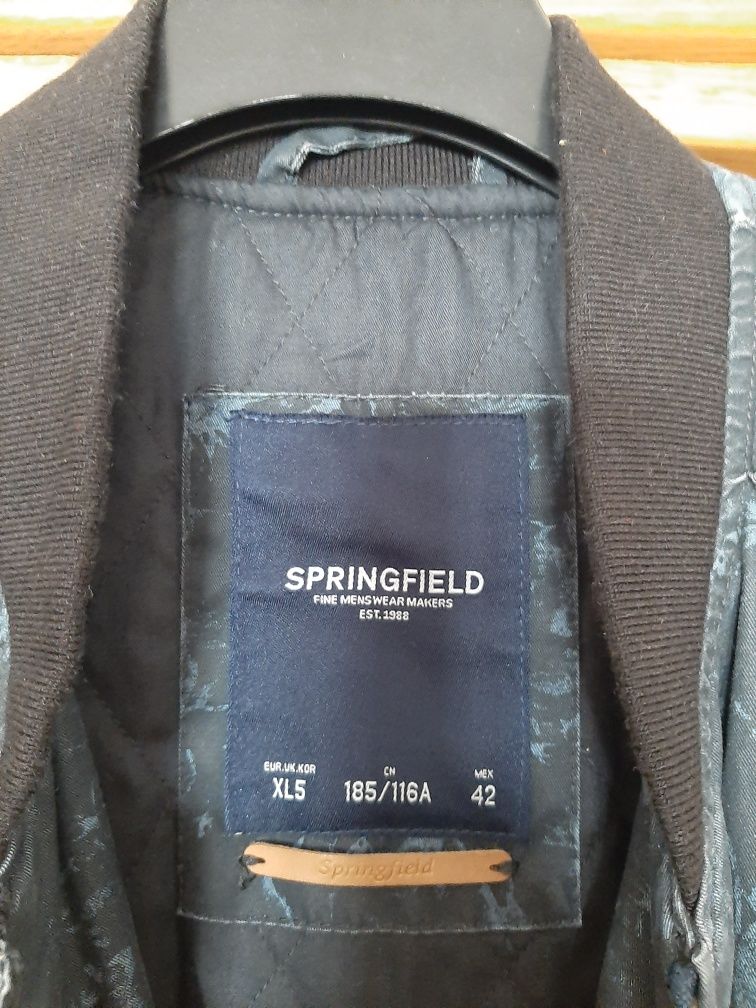 SPRINGFIELD
FINE MENSWEAR MAKERS
EST. 1988
EUR.UK.KOR CN MEX
XL5 185/116A 42
Springfield